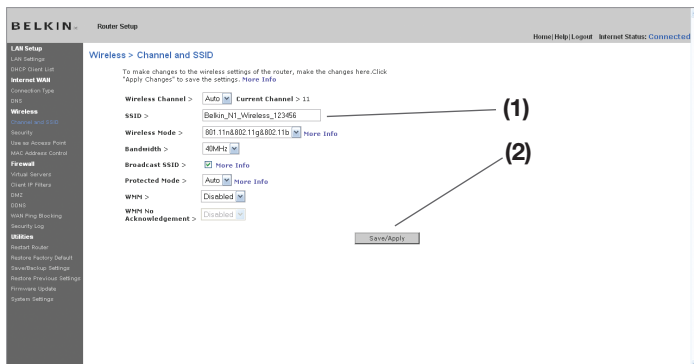 BELKIN® Router Setup
Home|Help|Logout Internet Status: Connected
LAN Setup
LAN Settings
DHCP Client List
Internet WAN
Connection Type
DNS
Wireless
Channel and SSID
Security
Use as Access Point
MAC Address Control
Firewall
Virtual Servers
Client IP Filters
DMZ
DDNS
WAN Ping Blocking
Security Log
Utilities
Restart Router
Restore Factory Default
Save/Backup Settings
Restore Previous Settings
Firmware Update
System Settings
Wireless > Channel and SSID
To make changes to the wireless settings of the router, make the changes here.Click
"Apply Changes" to save the settings. More Info
Wireless Channel > Auto Current Channel > 11
SSID > Belkin_N1_Wireless_123456
Wireless Mode > 801.11n&802.11g&802.11b More Info
Bandwidth > 40MHz
Broadcast SSID > More Info
Protected Mode > Auto More Info
WMM > Disabled
WMM No
Acknowledgement > Disabled
Save/Apply
(1)
(2)